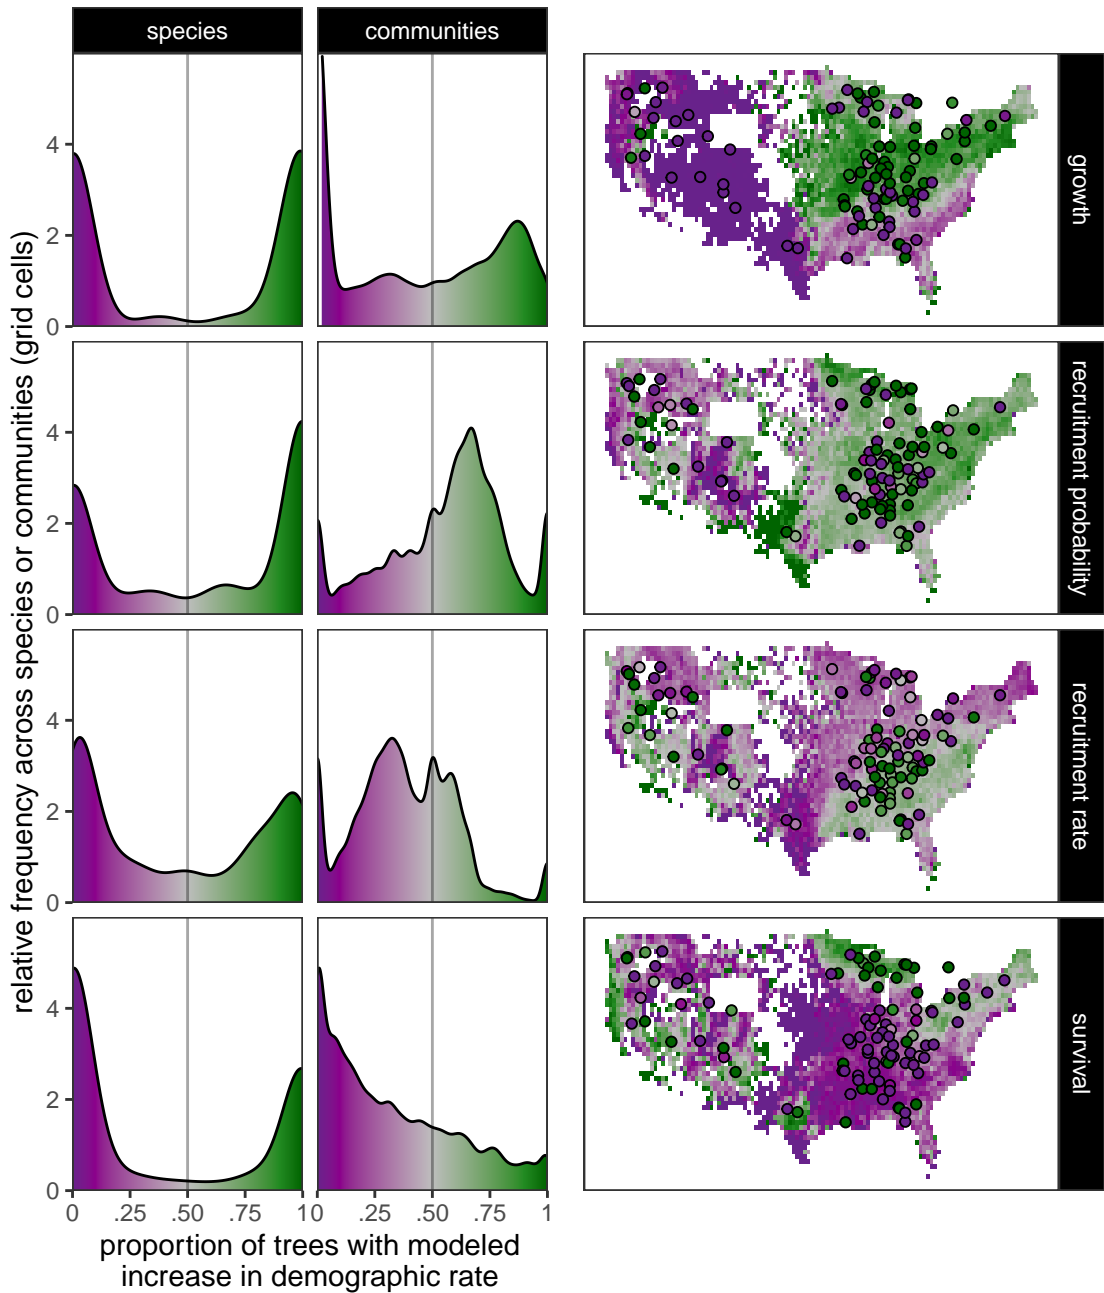 species
communities
relative frequency across species or communities (grid cells)
4
2
0
growth
4
2
0
recruitment probability
4
2
0
recruitment rate
4
2
0
survival
0 .25 .50 .75 1 0 .25 .50 .75 1
proportion of trees with modeled
increase in demographic rate